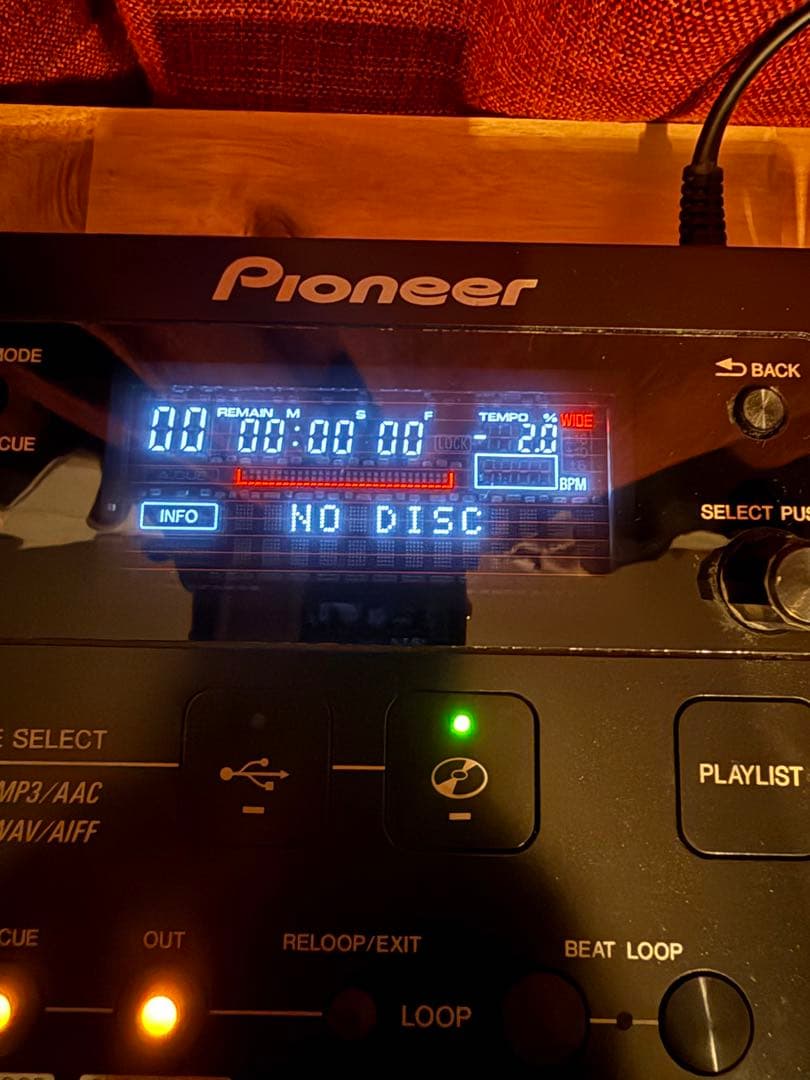 Pioneer
MODE
BACK
REMAIN M S F TEMPO % WIDE
00 00:00 00 - 2.0
CUE
BPM
INFO NO DISC
SELECT PUS
E SELECT
MP3/AAC
WAV/AIFF
PLAYLIST
CUE OUT RELOOP/EXIT BEAT LOOP
LOOP